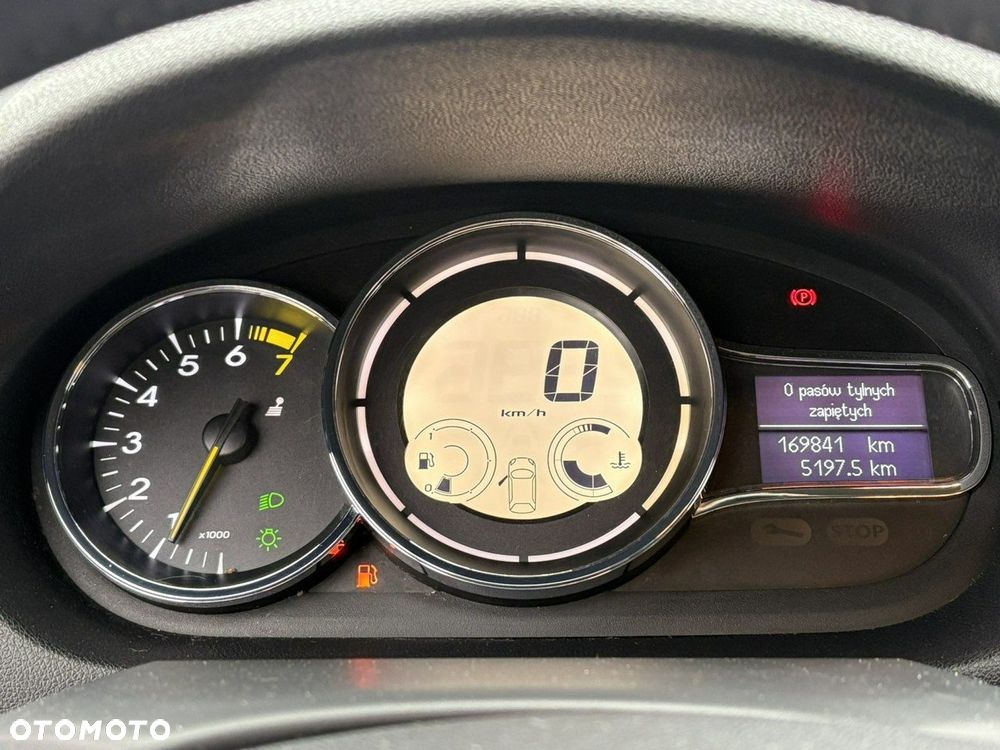 7
6
5
4
3
2
1
x1000
0
km/h
1
0
P
0 pasów tylnych
zapiętych
169841 km
5197.5 km
STOP
OTOMOTO